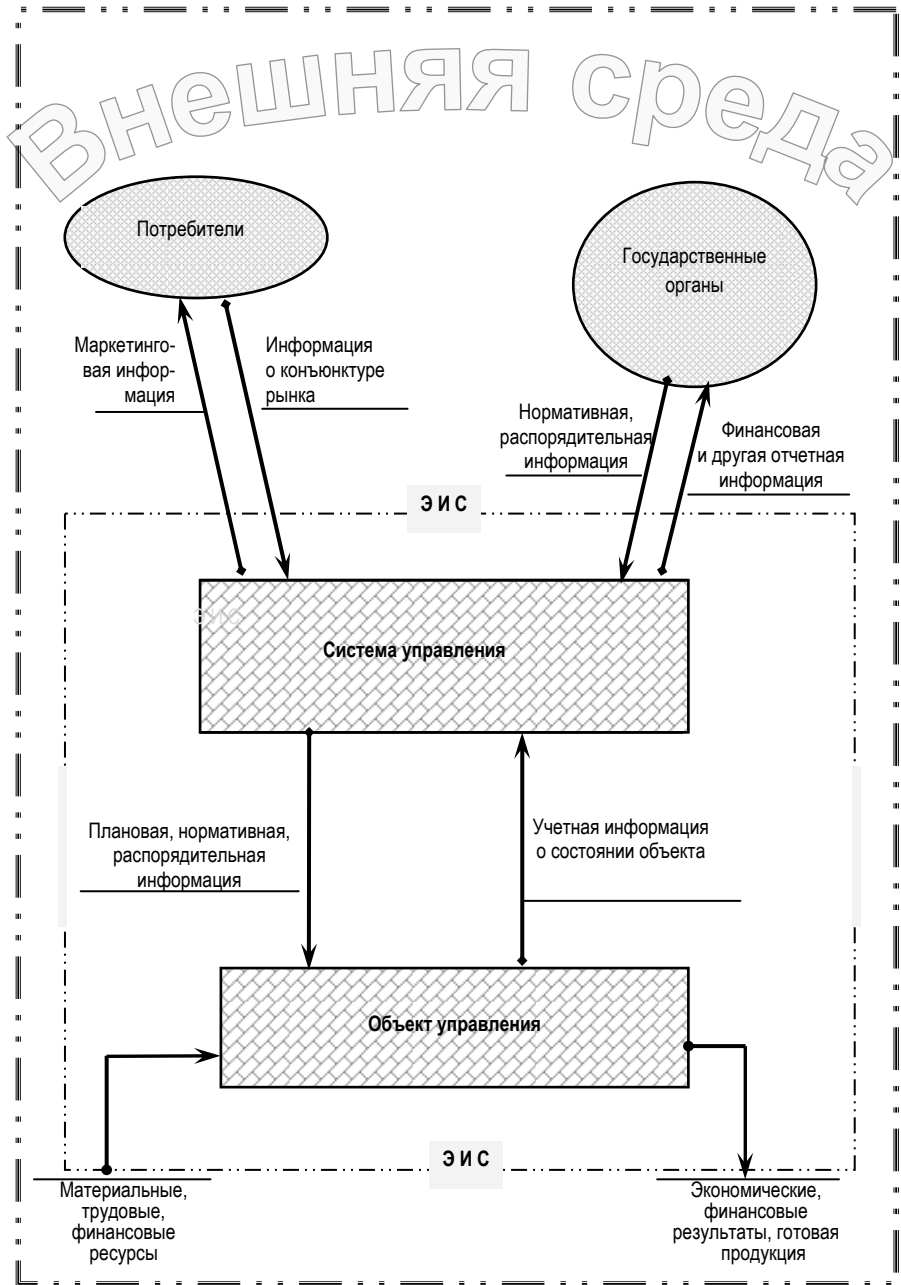 Внешняя среда
Потребители
Государственные
органы
Маркетинго-
вая инфор-
мация
Информация
о конъюнктуре
рынка
Нормативная,
распорядительная
информация
Финансовая
и другая отчетная
информация
Э И С
ЭИС
Система управления
Плановая, нормативная,
распорядительная
информация
Учетная информация
о состоянии объекта
Объект управления
Э И С
Материальные,
трудовые,
финансовые
ресурсы
Экономические,
финансовые
результаты, готовая
продукция